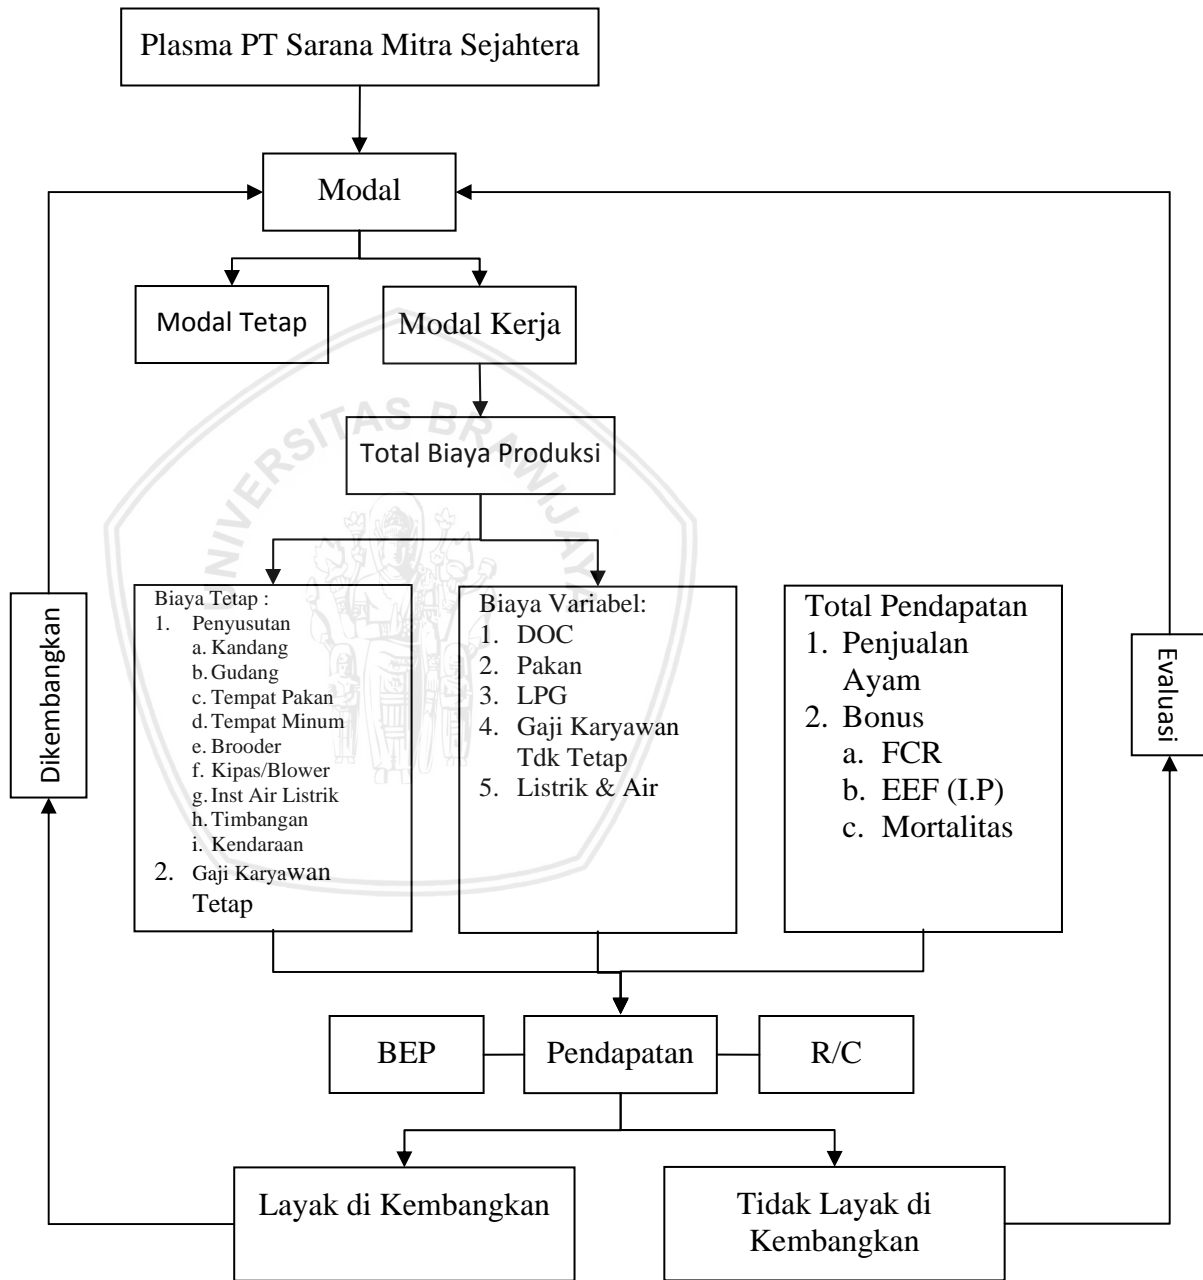 Plasma PT Sarana Mitra Sejahtera
Modal
Modal Tetap
Modal Kerja
UNIVERSITAS BRAWIJAYA
Total Biaya Produksi
Biaya Tetap :
1. Penyusutan
a. Kandang
b. Gudang
c. Tempat Pakan
d. Tempat Minum
e. Brooder
f. Kipas/Blower
g. Inst Air Listrik
h. Timbangan
i. Kendaraan
2. Gaji Karyawan
Tetap
Biaya Variabel:
1. DOC
2. Pakan
3. LPG
4. Gaji Karyawan
Tdk Tetap
5. Listrik & Air
Total Pendapatan
1. Penjualan
Ayam
2. Bonus
a. FCR
b. EEF (I.P)
c. Mortalitas
Dikembangkan
Evaluasi
BEP
Pendapatan
R/C
Layak di Kembangkan
Tidak Layak di
Kembangkan